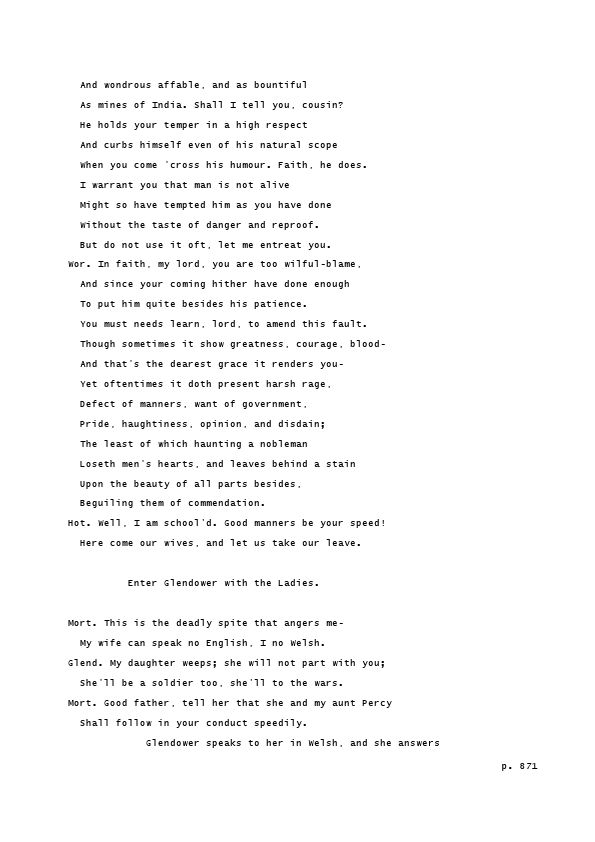 And wondrous affable, and as bountiful
As mines of India. Shall I tell you, cousin?
He holds your temper in a high respect
And curbs himself even of his natural scope
When you come 'cross his humour. Faith, he does.
I warrant you that man is not alive
Might so have tempted him as you have done
Without the taste of danger and reproof.
But do not use it oft, let me entreat you.
Wor. In faith, my lord, you are too wilful-blame,
And since your coming hither have done enough
To put him quite besides his patience.
You must needs learn, lord, to amend this fault.
Though sometimes it show greatness, courage, blood-
And that's the dearest grace it renders you-
Yet oftentimes it doth present harsh rage,
Defect of manners, want of government,
Pride, haughtiness, opinion, and disdain;
The least of which haunting a nobleman
Loseth men's hearts, and leaves behind a stain
Upon the beauty of all parts besides,
Beguiling them of commendation.
Hot. Well, I am school'd. Good manners be your speed!
Here come our wives, and let us take our leave.
Enter Glendower with the Ladies.
Mort. This is the deadly spite that angers me-
My wife can speak no English, I no Welsh.
Glend. My daughter weeps; she will not part with you;
She'll be a soldier too, she'll to the wars.
Mort. Good father, tell her that she and my aunt Percy
Shall follow in your conduct speedily.
Glendower speaks to her in Welsh, and she answers
p. 871